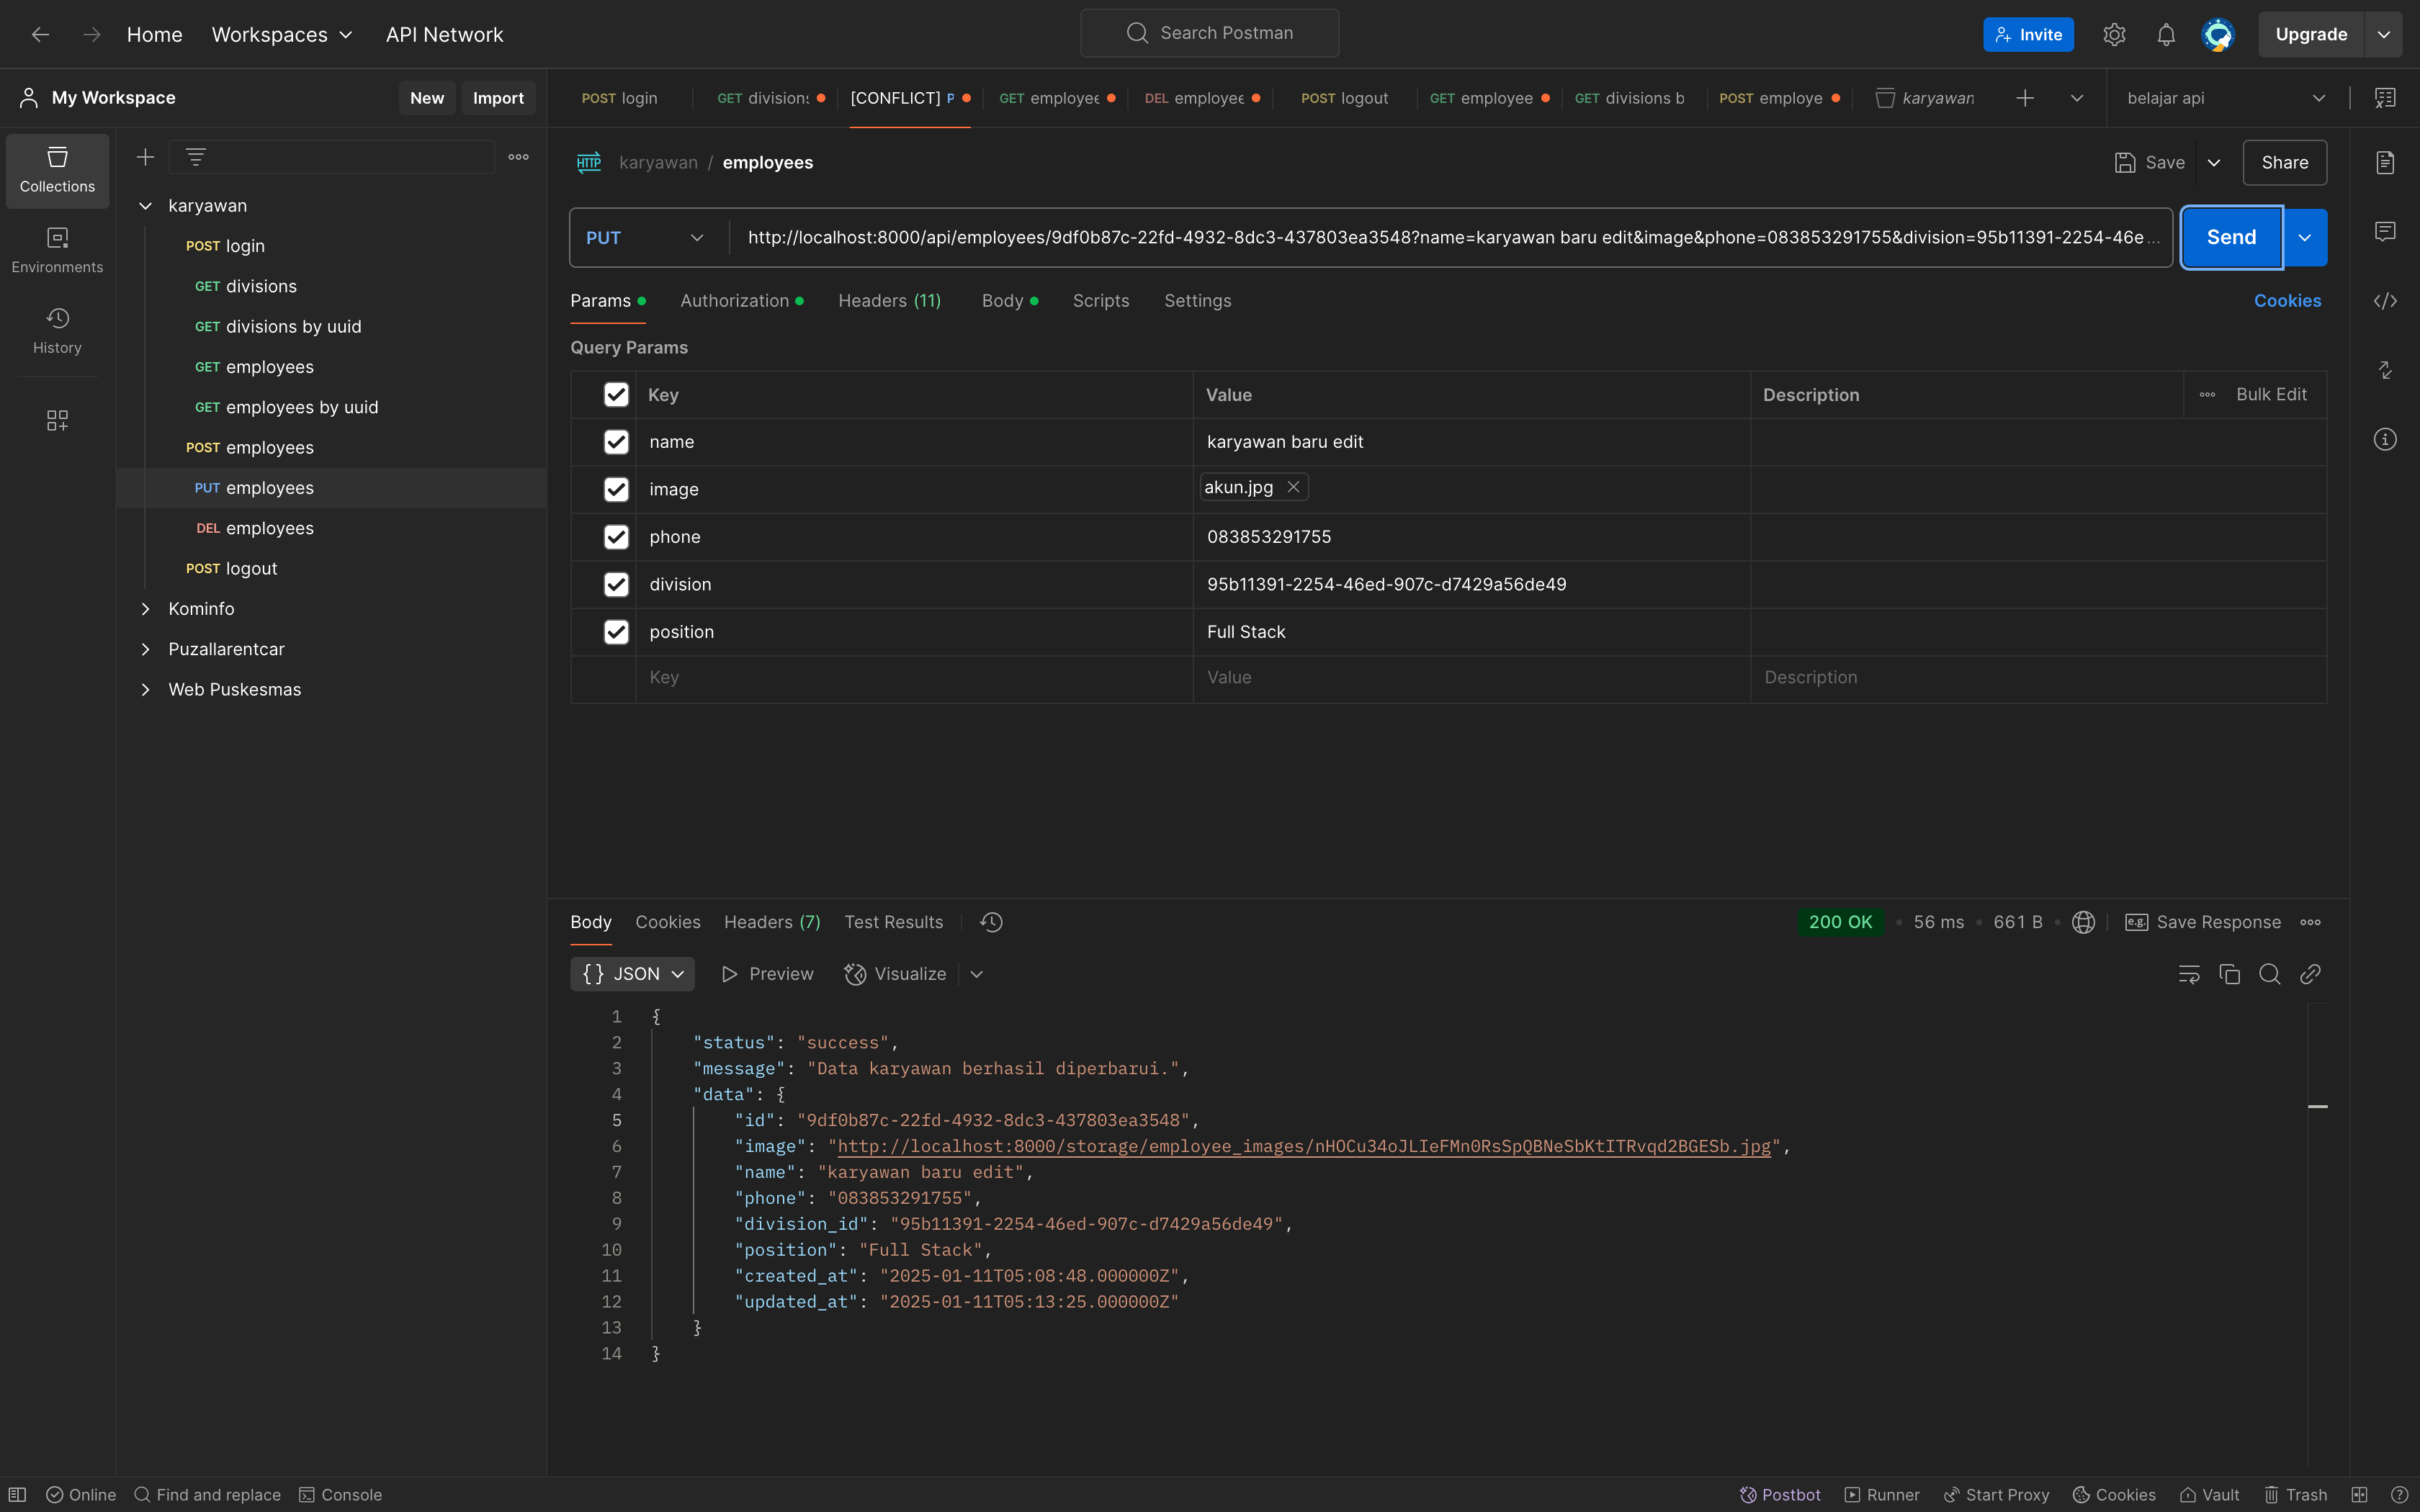 Home Workspaces API Network Search Postman Invite Upgrade
My Workspace New Import
POST login GET divisions [CONFLICT] P GET employee DEL employee POST logout GET employee GET divisions b POST employe karyawan belajar api
Collections
Environments
History
karyawan
POST login
GET divisions
GET divisions by uuid
GET employees
GET employees by uuid
POST employees
PUT employees
DEL employees
POST logout
Kominfo
Puzallarentcar
Web Puskesmas
HTTP karyawan / employees Save Share
PUT http://localhost:8000/api/employees/9df0b87c-22fd-4932-8dc3-437803ea3548?name=karyawan baru edit&image&phone=083853291755&division=95b11391-2254-46e... Send
Params Authorization Headers (11) Body Scripts Settings Cookies
Query Params
Key Value Description Bulk Edit
name karyawan baru edit
image akun.jpg
phone 083853291755
division 95b11391-2254-46ed-907c-d7429a56de49
position Full Stack
Key Value Description
Body Cookies Headers (7) Test Results 200 OK 56 ms 661 B e.g. Save Response
{} JSON Preview Visualize
1 {
2 "status": "success",
3 "message": "Data karyawan berhasil diperbarui.",
4 "data": {
5 "id": "9df0b87c-22fd-4932-8dc3-437803ea3548",
6 "image": "http://localhost:8000/storage/employee_images/nHOCu34oJLIeFMn0RsSpQBNeSbKtITRvqd2BGESb.jpg",
7 "name": "karyawan baru edit",
8 "phone": "083853291755",
9 "division_id": "95b11391-2254-46ed-907c-d7429a56de49",
10 "position": "Full Stack",
11 "created_at": "2025-01-11T05:08:48.000000Z",
12 "updated_at": "2025-01-11T05:13:25.000000Z"
13 }
14 }
Online Find and replace Console Postbot Runner Start Proxy Cookies Vault Trash